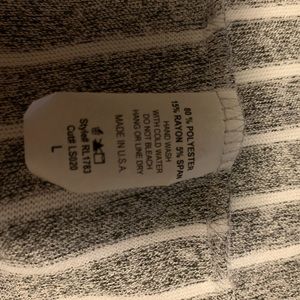 80 % POLYESTER
15% RAYON 5% SPAN
HAND WASH
WITH COLD WATER
DO NOT BLEACH
HANG OR LINE DRY
MADE IN U.S.A.
Style# RL1783
Cut# LS020
L